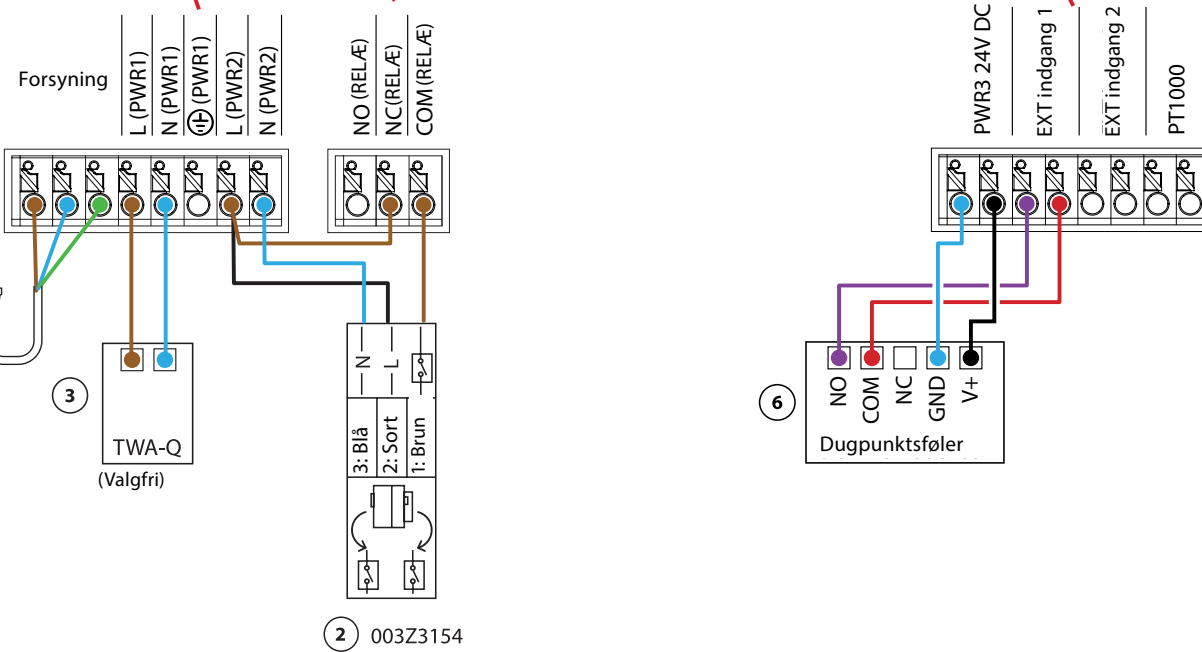 Forsyning
L (PWR1)
N (PWR1)
(PWR1)
L (PWR2)
N (PWR2)
NO (RELÆ)
NC(RELÆ)
COM (RELÆ)
PWR3 24V DC
EXT indgang 1
EXT indgang 2
PT1000
3
TWA-Q
(Valgfri)
N
L
3: Blå
2: Sort
1: Brun
2
003Z3154
6
NO
COM
NC
GND
V+
Dugpunktsføler